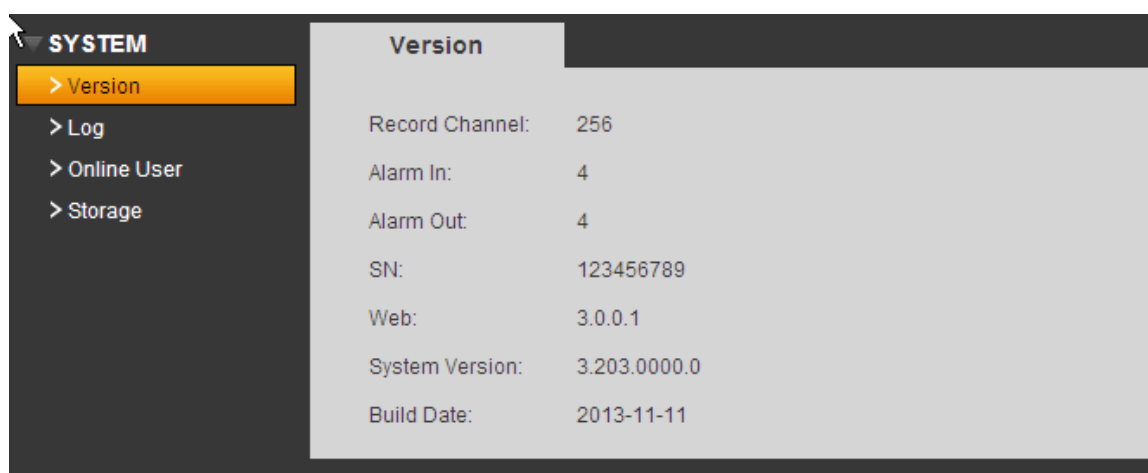 SYSTEM
> Version
> Log
> Online User
> Storage
Version
Record Channel: 256
Alarm In: 4
Alarm Out: 4
SN: 123456789
Web: 3.0.0.1
System Version: 3.203.0000.0
Build Date: 2013-11-11